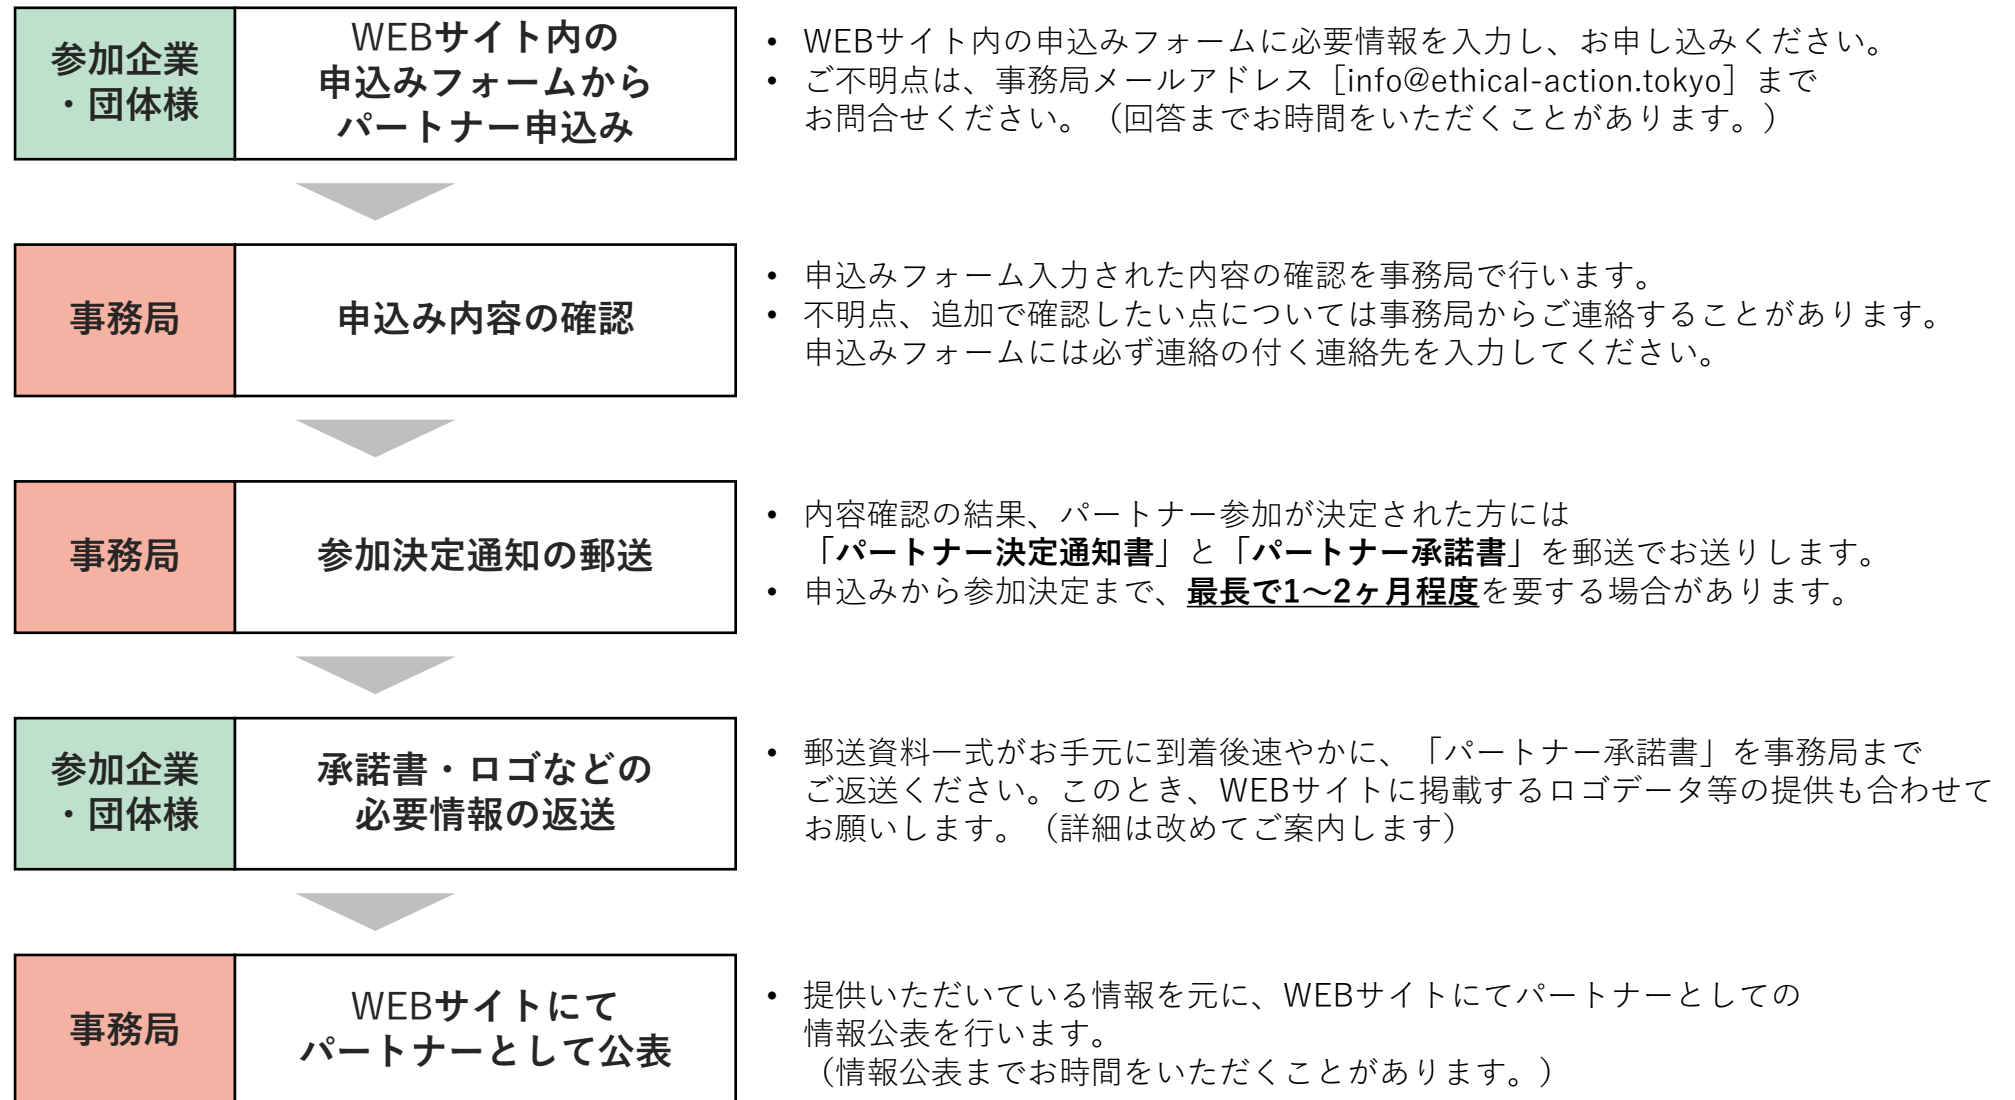 参加企業
・団体様
WEBサイト内の
申込みフォームから
パートナー申込み
• WEBサイト内の申込みフォームに必要情報を入力し、お申し込みください。
• ご不明点は、事務局メールアドレス［info@ethical-action.tokyo］まで
お問合せください。（回答までお時間をいただくことがあります。）
事務局
申込み内容の確認
• 申込みフォーム入力された内容の確認を事務局で行います。
• 不明点、追加で確認したい点については事務局からご連絡することがあります。
申込みフォームには必ず連絡の付く連絡先を入力してください。
事務局
参加決定通知の郵送
• 内容確認の結果、パートナー参加が決定された方には
「パートナー決定通知書」と「パートナー承諾書」を郵送でお送りします。
• 申込みから参加決定まで、最長で1～2ヶ月程度を要する場合があります。
参加企業
・団体様
承諾書・ロゴなどの
必要情報の返送
• 郵送資料一式がお手元に到着後速やかに、「パートナー承諾書」を事務局まで
ご返送ください。このとき、WEBサイトに掲載するロゴデータ等の提供も合わせて
お願いします。（詳細は改めてご案内します）
事務局
WEBサイトにて
パートナーとして公表
• 提供いただいている情報を元に、WEBサイトにてパートナーとしての
情報公表を行います。
（情報公表までお時間をいただくことがあります。）